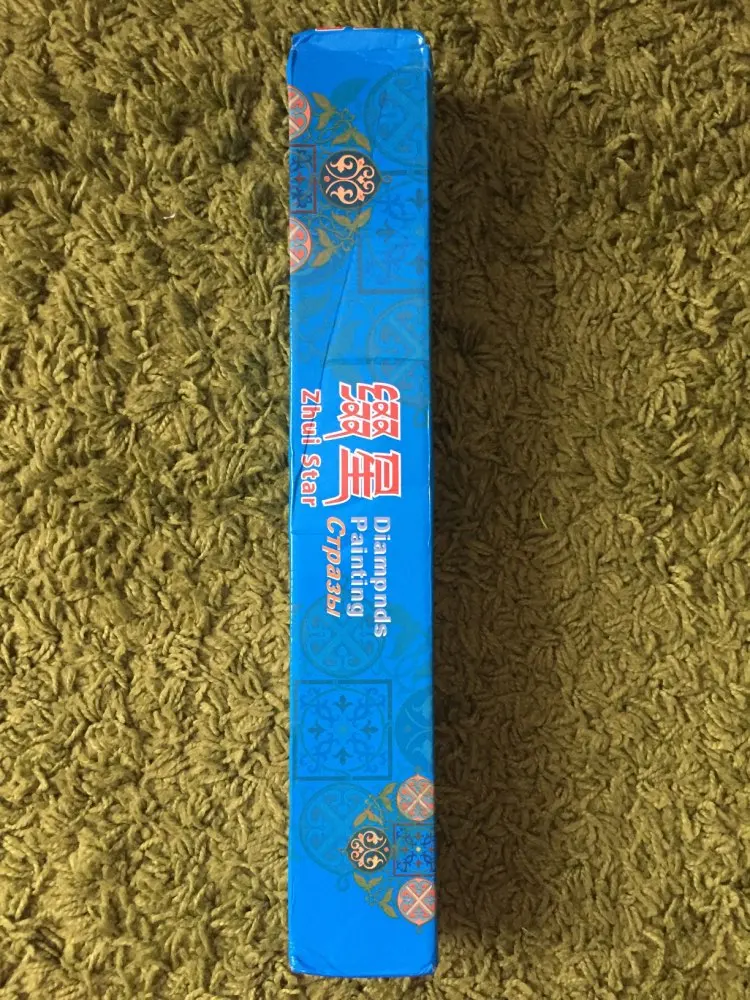 缀星
Zhui Star
Diampnds
Painting
Стразы